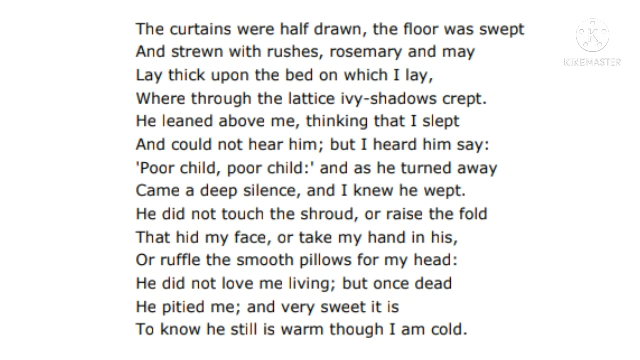 The curtains were half drawn, the floor was swept
And strewn with rushes, rosemary and may
Lay thick upon the bed on which I lay,
Where through the lattice ivy-shadows crept.
He leaned above me, thinking that I slept
And could not hear him; but I heard him say:
'Poor child, poor child:' and as he turned away
Came a deep silence, and I knew he wept.
He did not touch the shroud, or raise the fold
That hid my face, or take my hand in his,
Or ruffle the smooth pillows for my head:
He did not love me living; but once dead
He pitied me; and very sweet it is
To know he still is warm though I am cold.
K
KINEMASTER